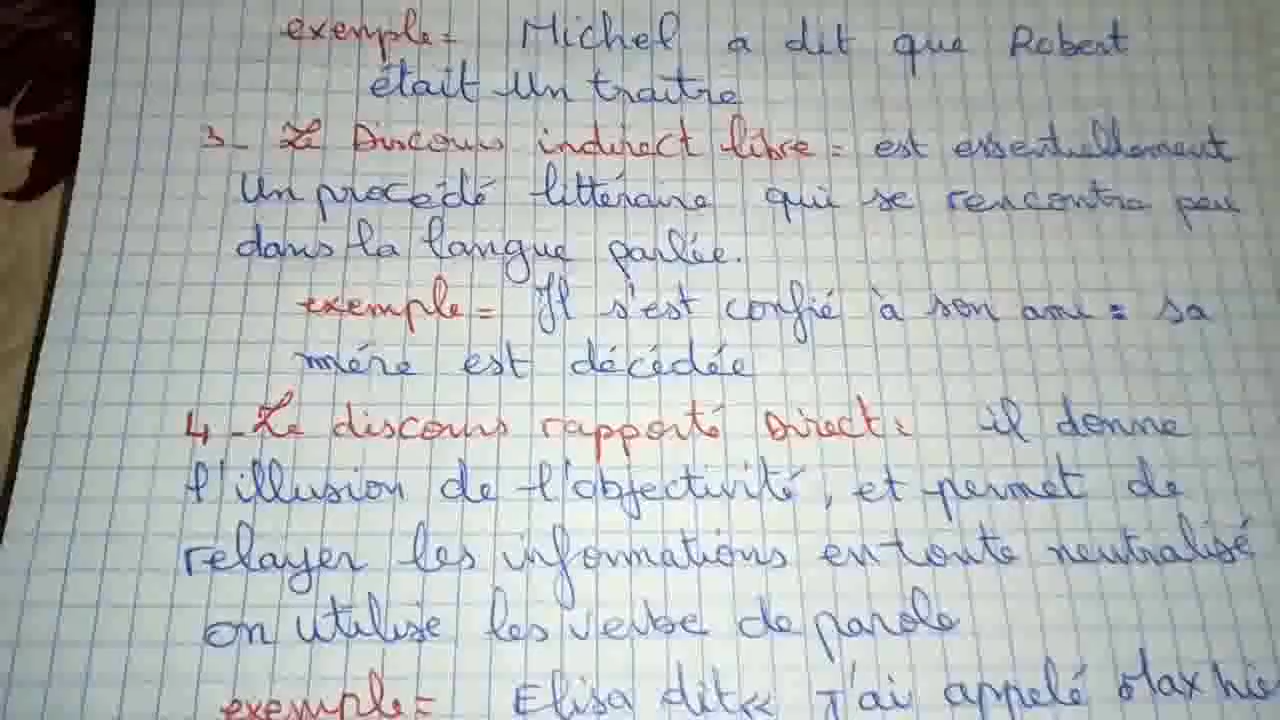 exemple = Michel a dit que Robert
était un traitre
3- Le Discours indirect libre = est essentuellement
un procédé littéraire qui se rencontre peu
dans la langue parlée.
exemple = Il s'est confié à son ami = sa
mére est décédée
4-Le discours rapporté Direct : il donne
l'illusion de l'objectivité, et permet de
relayer les informations en toute neutralisé
on utilise les verbe de parole
exemple = Elisa dit « J'ai appelé Max hie